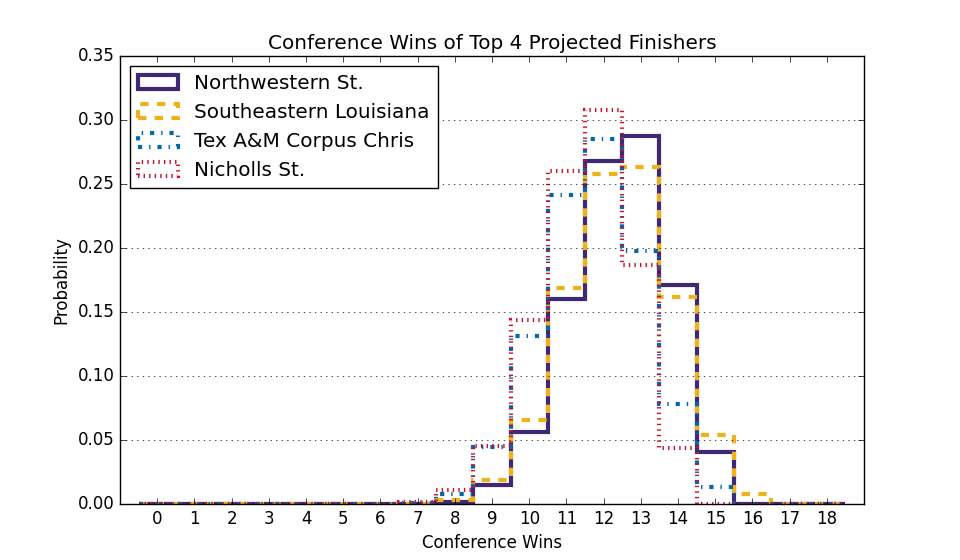 Conference Wins of Top 4 Projected Finishers
0.35
0.30
0.25
0.20
0.15
0.10
0.05
0.00
Probability
Northwestern St.
Southeastern Louisiana
Tex A&M Corpus Chris
Nicholls St.
0 1 2 3 4 5 6 7 8 9 10 11 12 13 14 15 16 17 18
Conference Wins